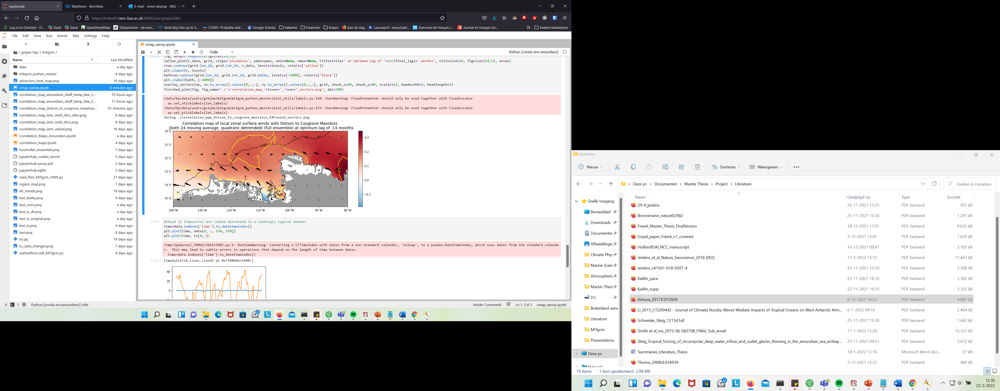 JupyterLab
Mailfence - Berichten
E-mail - Joren Janzing - BAS -
https://bslws02.nerc-bas.ac.uk:8000/user/grejan/lab?
Log in to Overleaf - O...
Slack
Slack
OpenStreetMap
Dailymotion - de verz...
Send Big Files up to 5...
COVID-19 deaths and ...
Google Scholar
Vakantie
Financiën
Kopen
Aan de slag
Larousse.fr : encyclopé...
Exercices de français (...
Journal en français fac...
Andere bladwijzers
File Edit View Run Kernel Tabs Settings Help
/ grejan-hpc / mitgcm /
Name Last Modified
data a day ago
mitgcm_python_master 4 days ago
advection_heat_map.png 19 days ago
cmap_xarray.ipynb 6 minutes ago
correlation_map_amundsen_shelf_temp_btw_2... 15 hours ago
correlation_map_amundsen_shelf_temp_btw_2... 17 hours ago
correlation_map_dotson_to_cosgrove_massloss... 41 minutes ago
correlation_map_ismr_melt_dtoc_alles.png 8 days ago
correlation_map_ismr_melt_dtoc.png 8 days ago
correlation_map_ismr_uwind.png 18 days ago
Correlation_Maps_Amundsen.ipynb a day ago
correlation_maps.ipynb 4 days ago
hovmoller_ensemble.png 7 days ago
jupyterhub_cookie_secret 5 days ago
jupyterhub-proxy.pid 5 days ago
jupyterhub.sqlite 5 days ago
read_files_MITgcm_UNIX.py 21 days ago
region_map.png 7 days ago
sfc_trends.png 19 days ago
test_bathy.png 4 days ago
test_corrs.png a day ago
test_ts_dt.png a day ago
test_ts_original.png a day ago
test_ts.png 4 days ago
test.png 8 days ago
try.py 19 days ago
ts_casts_changes.png 7 days ago
useKaitlinsCode_MITgcm.py 4 days ago
cmap_xarray.ipynb
Code
Python [conda env:amundsen]
[13]: fig, ax=plt.subplots(figsize=(14,5))
latlon_plot(r_data, grid, ctype='plusminus', ymax=ymax, vmin=None, vmax=None, title=title+' at optimum lag of '+str(final_lag)+' months', titlesize=14, figsize=(14,5), ax=ax)
r=ax.contour(grid.lon_2d, grid.lat_2d, r_data, levels=levels, colors=['yellow'])
plt.clabel(r, levels)
bath=ax.contour(grid.lon_2d, grid.lat_2d, grid.bathy, levels=[-1000], colors=['black'])
plt.clabel(bath, [-1000])
overlay_vectors(ax, vx.to_array().values[0,:,:], vy.to_array().values[0,:,:], grid, chunk_x=40, chunk_y=40, scale=1e2, headwidth=2, headlength=3)
finished_plot(fig, fig_name='./'+'correlation_map_'+tsvar+'_'+var+'_vectors.png', dpi=300)
/data/hpcdata/users/grejan/mitgcm/mitgcm_python_master/plot_utils/labels.py:128: UserWarning: FixedFormatter should only be used together with FixedLocator
ax.set_xticklabels(lon_labels)
/data/hpcdata/users/grejan/mitgcm/mitgcm_python_master/plot_utils/labels.py:133: UserWarning: FixedFormatter should only be used together with FixedLocator
ax.set_yticklabels(lat_labels)
Saving ./correlation_map_dotson_to_cosgrove_massloss_EXFuwind_vectors.png
Correlation map of local zonal surface winds with Dotson to Cosgrove Massloss
(both 24 moving average, quadratic detrended) (full ensemble) at optimum lag of -14 months
70°S
71°S
72°S
73°S
74°S
75°S
140°W 130°W 120°W 110°W 100°W 90°W 80°W
-1000
0.2
0.3
0.2
0.1
0.0
−0.1
[14]: #Check if timeseries are indeed detrended in a seemingly logical manner.
time=data.indexes['time'].to_datetimeindex()
plt.plot(time, data[0, :, 150, 150])
plt.plot(time, ts[0,:])
/tmp/ipykernel_59062/366513485.py:2: RuntimeWarning: Converting a CFTimeIndex with dates from a non-standard calendar, 'noleap', to a pandas.DatetimeIndex, which uses dates from the standard calenda
r. This may lead to subtle errors in operations that depend on the length of time between dates.
time=data.indexes['time'].to_datetimeindex()
[14]: [<matplotlib.lines.Line2D at 0x7f48b46c9580>]
40
20
0
0 1 Python [conda env:amundsen] | Idle
Mode: Command Ln 1, Col 1 cmap_xarray.ipynb
Literature
Nieuw
Sorteren
Weergeven
Deze pc > Documenten > Master Thesis > Project > Literature
Zoeken in Literature
Snelle toegang
Bureaublad
Downloads
Documenten
Afbeeldinge
Climate Phys
Marine Scien
Atmospheric
Master Thesi
D:\
Buitenland aanv
Literature
MITgcm
Presentations
Deze pc
Netwerk
Naam Gewijzigd op Type Grootte
29-4_jenkins 26-11-2021 13:55 PDF-bestand 955 kB
Bronnimann_nature02982 25-11-2021 15:38 PDF-bestand 1.291 kB
Freerk_Master_Thesis_FinalVersion 18-12-2021 11:01 PDF-bestand 9.032 kB
Goyal_paper_Freerk_v1_covered 2-12-2021 13:41 PDF-bestand 1.650 kB
HollandEtAl_NCC_manuscript 16-12-2021 08:47 PDF-bestand 3.102 kB
Jenkins_et_al_Nature_Geoscience_2018 (002) 17-2-2022 13:12 PDF-bestand 11.443 kB
Jenkins_s41561-018-0207-4 25-11-2021 15:39 PDF-bestand 5.388 kB
Kaitlin_pace 22-11-2021 16:10 PDF-bestand 3.382 kB
Kaitlin_supp 22-11-2021 16:10 PDF-bestand 5.335 kB
Kimura_2017JC012926 6-12-2021 16:23 PDF-bestand 4.081 kB
Li_2015_[15200442 - Journal of Climate] Rossby Waves Mediate Impacts of Tropical Oceans on West Antarctic Atm... 6-1-2022 09:10 PDF-bestand 2.464 kB
Schneider_Steig_12154.full 25-11-2021 15:38 PDF-bestand 1.642 kB
Smith et al_ms_2015-06-08370B_FINAL Sub_email 17-1-2022 15:29 PDF-bestand 12.121 kB
Steig_Tropical_forcing_of_circumpolar_deep_water_inflow_and_outlet_glacier_thinning_in_the_amundsen_sea_embay... 25-11-2021 09:51 PDF-bestand 3.672 kB
Summaries_Literature_Thesis 18-1-2022 13:16 Microsoft Word-doc... 27 kB
Thoma_2008GL034939 2-12-2021 12:37 PDF-bestand 480 kB
19 items 1 item geselecteerd 3,98 MB
12:30
22-2-2022